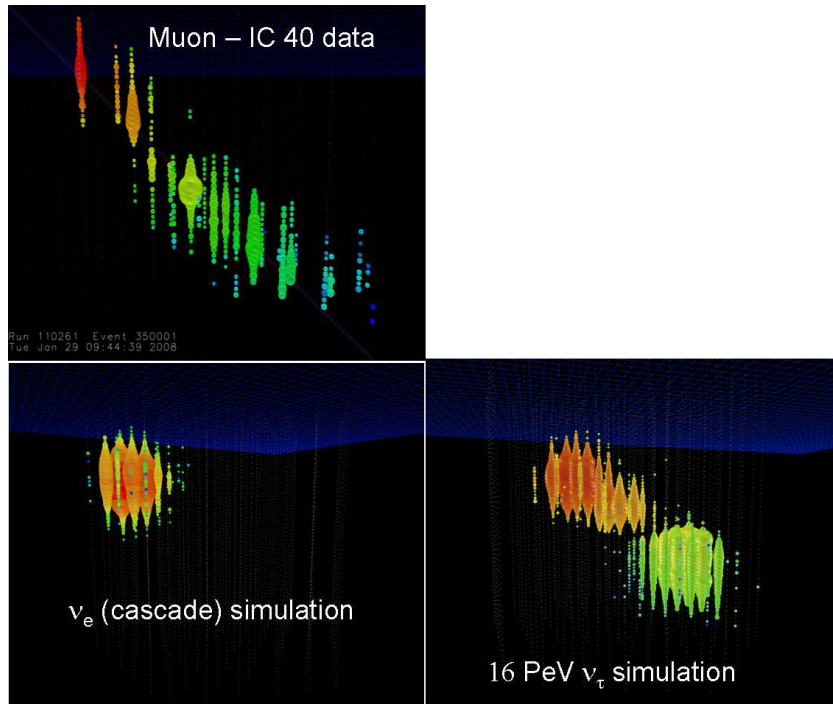 Muon – IC 40 data
Run 110261 Event 350001
Tue Jan 29 09:44:39 2008
νe (cascade) simulation
16 PeV ντ simulation